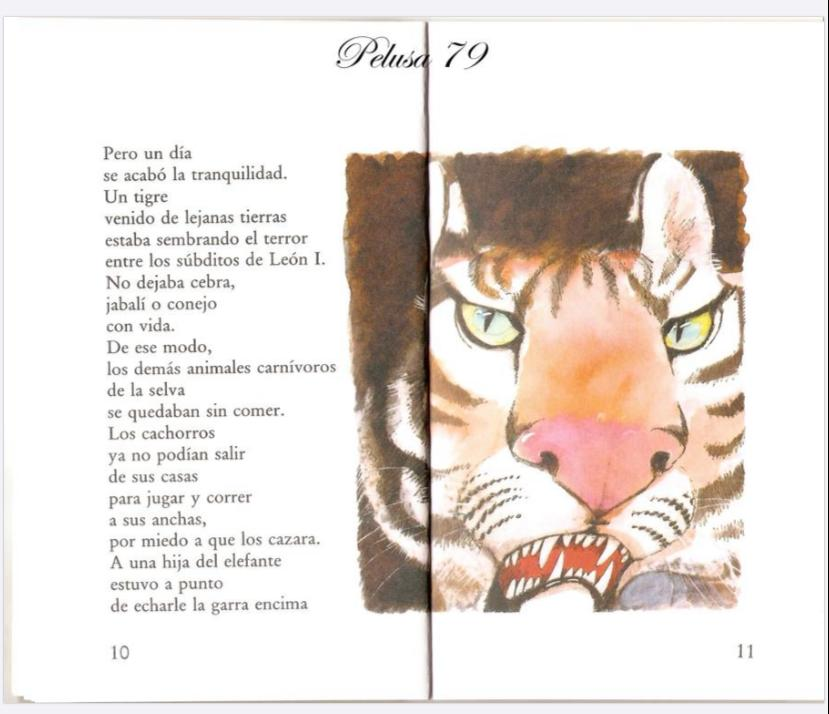 Pelusa 79
Pero un día
se acabó la tranquilidad.
Un tigre
venido de lejanas tierras
estaba sembrando el terror
entre los súbditos de León I.
No dejaba cebra,
jabalí o conejo
con vida.
De ese modo,
los demás animales carnívoros
de la selva
se quedaban sin comer.
Los cachorros
ya no podían salir
de sus casas
para jugar y correr
a sus anchas,
por miedo a que los cazara.
A una hija del elefante
estuvo a punto
de echarle la garra encima
10
11